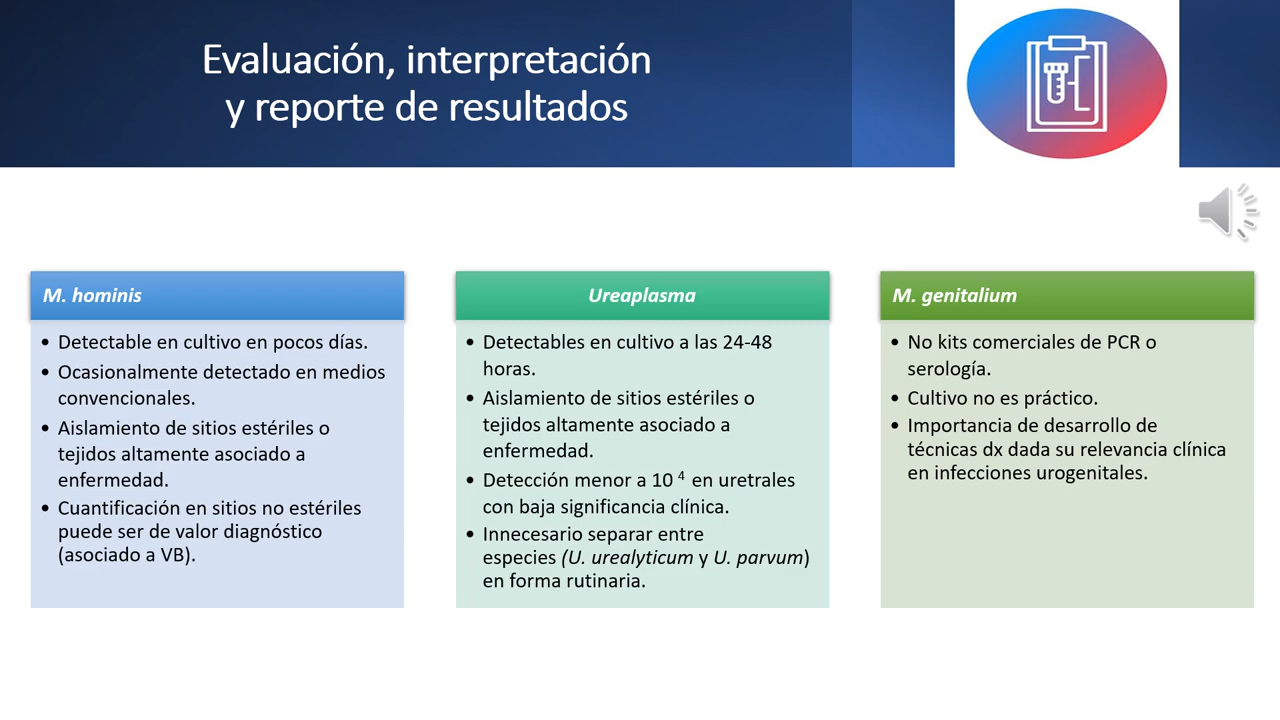 Evaluación, interpretación
y reporte de resultados
M. hominis
• Detectable en cultivo en pocos días.
• Ocasionalmente detectado en medios
convencionales.
• Aislamiento de sitios estériles o
tejidos altamente asociado a
enfermedad.
• Cuantificación en sitios no estériles
puede ser de valor diagnóstico
(asociado a VB).
Ureaplasma
• Detectables en cultivo a las 24-48
horas.
• Aislamiento de sitios estériles o
tejidos altamente asociado a
enfermedad.
• Detección menor a 10 ⁴ en uretrales
con baja significancia clínica.
• Innecesario separar entre
especies (U. urealyticum y U. parvum)
en forma rutinaria.
M. genitalium
• No kits comerciales de PCR o
serología.
• Cultivo no es práctico.
• Importancia de desarrollo de
técnicas dx dada su relevancia clínica
en infecciones urogenitales.